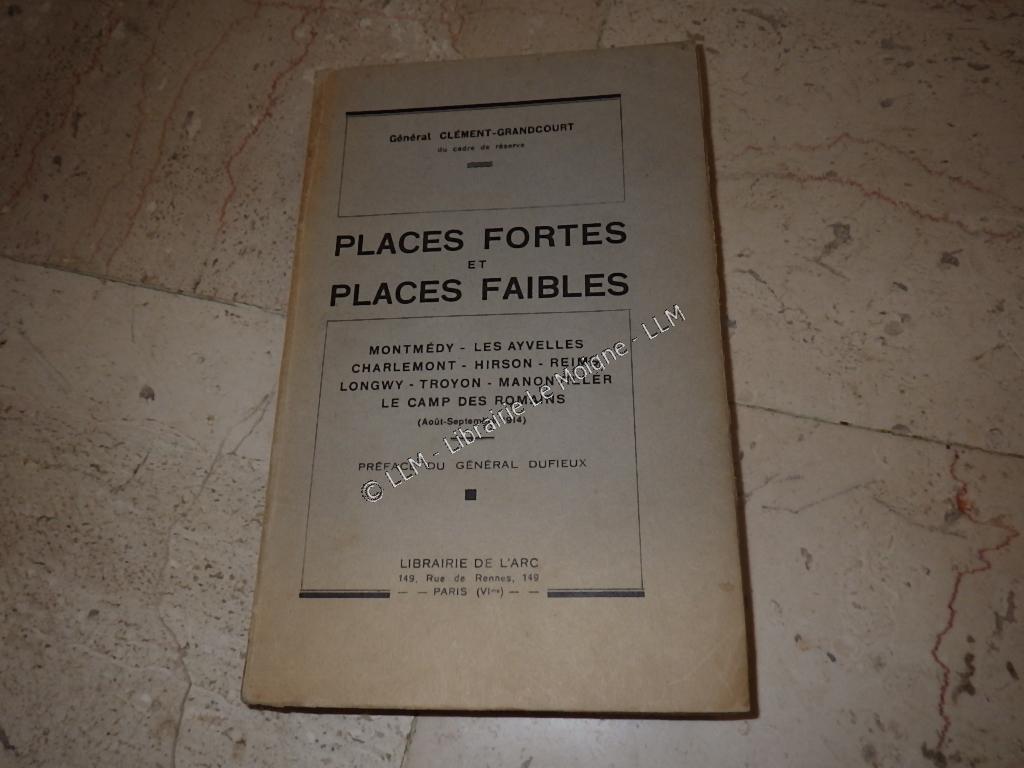 Général CLÉMENT-GRANDCOURT
du cadre de réserve
PLACES FORTES
ET
PLACES FAIBLES
MONTMÉDY - LES AYVELLES
CHARLEMONT - HIRSON - REIMS
LONGWY - TROYON - MANONVILLER
LE CAMP DES ROMAINS
(Août-Septembre 1914)
PRÉFACE DU GÉNÉRAL DUFIEUX
LIBRAIRIE DE L'ARC
149, Rue de Rennes, 149
— — PARIS (VIme) — —
© LLM - Librairie Le Moigne - LLM